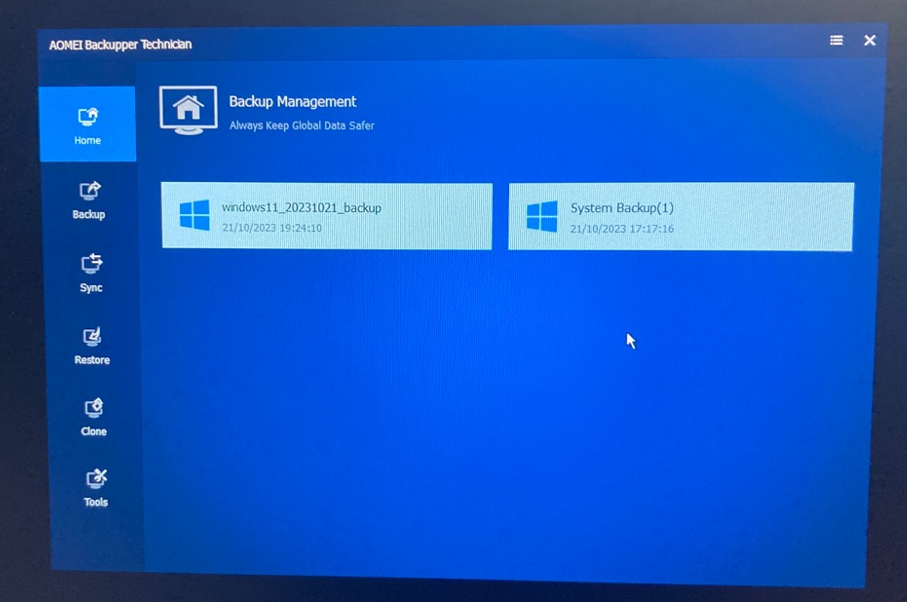 AOMEI Backupper Technician
Home
Backup
Sync
Restore
Clone
Tools
Backup Management
Always Keep Global Data Safer
windows11_20231021_backup
21/10/2023 19:24:10
System Backup(1)
21/10/2023 17:17:16